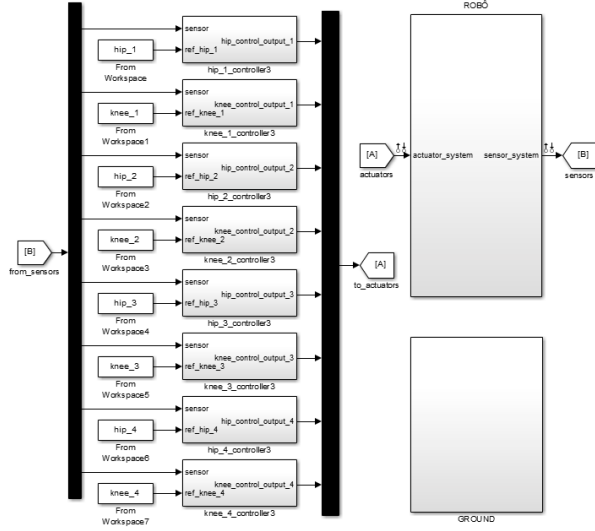 ROBÔ
sensor
hip_1
ref_hip_1
hip_control_output_1
From
Workspace
hip_1_controller3
sensor
knee_1
ref_knee_1
knee_control_output_1
From
Workspace1
knee_1_controller3
sensor
hip_2
ref_hip_2
hip_control_output_2
From
Workspace2
hip_2_controller3
sensor
knee_2
ref_knee_2
knee_control_output_2
From
Workspace3
knee_2_controller3
sensor
hip_3
ref_hip_3
hip_control_output_3
From
Workspace4
hip_3_controller3
sensor
knee_3
ref_knee_3
knee_control_output_3
From
Workspace5
knee_3_controller3
sensor
hip_4
ref_hip_4
hip_control_output_4
From
Workspace6
hip_4_controller3
sensor
knee_4
ref_knee_4
knee_control_output_4
From
Workspace7
knee_4_controller3
[B]
from_sensors
[A]
to_actuators
[A]
actuators
actuator_system
sensor_system
[B]
sensors
GROUND